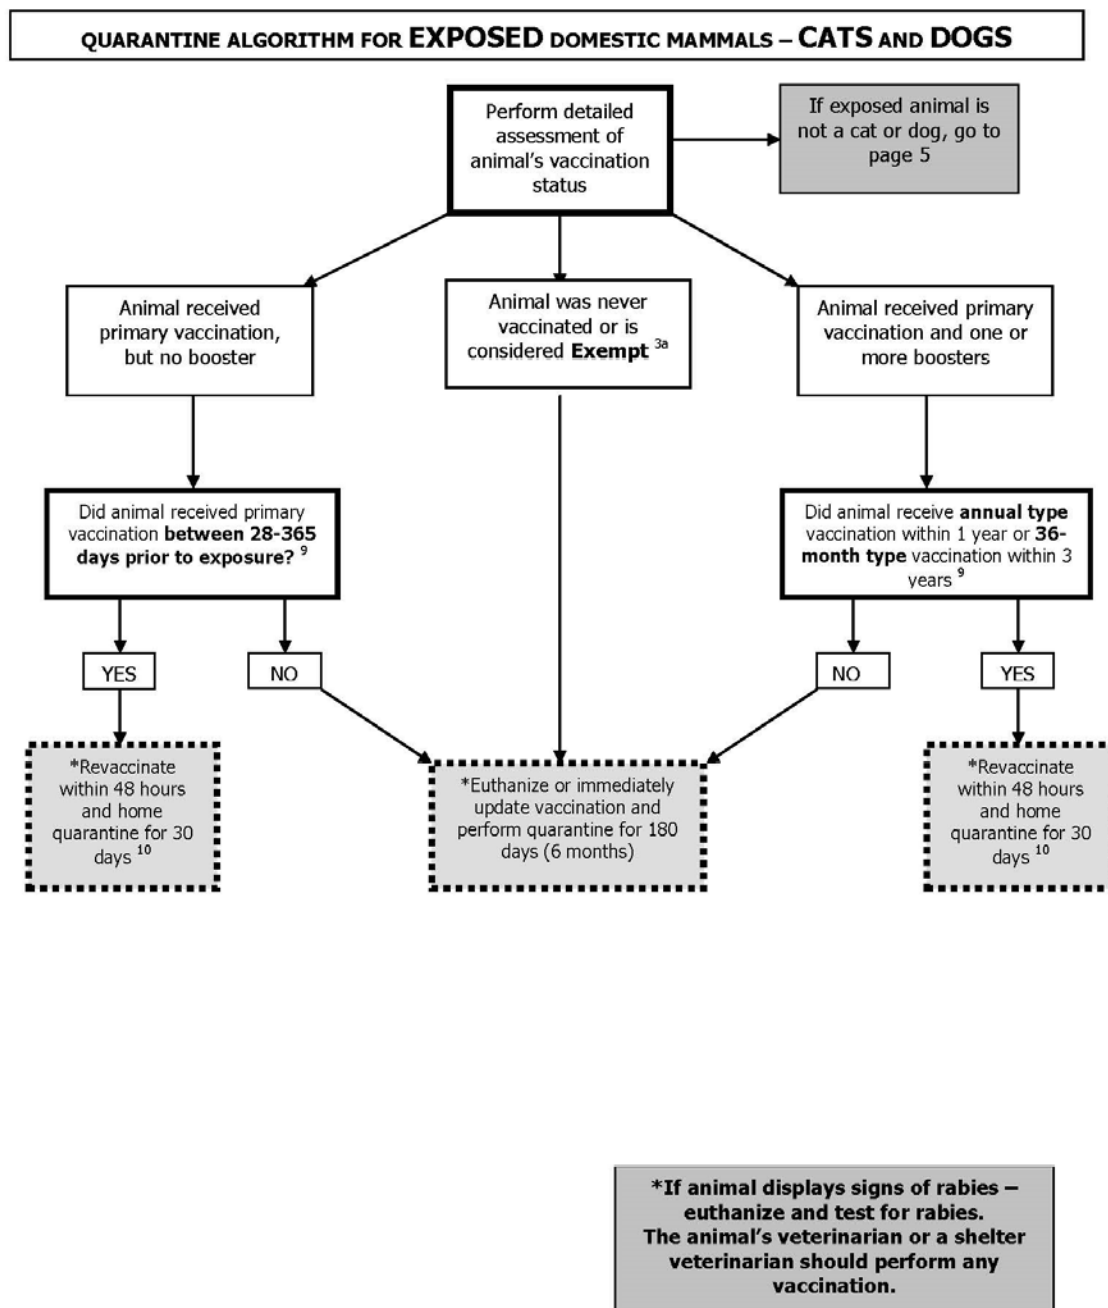 QUARANTINE ALGORITHM FOR EXPOSED DOMESTIC MAMMALS – CATS AND DOGS
Perform detailed
assessment of
animal's vaccination
status
If exposed animal is
not a cat or dog, go to
page 5
Animal received
primary vaccination,
but no booster
Animal was never
vaccinated or is
considered Exempt 3a
Animal received primary
vaccination and one or
more boosters
Did animal received primary
vaccination between 28-365
days prior to exposure? 9
Did animal receive annual type
vaccination within 1 year or 36-
month type vaccination within 3
years 9
YES
NO
NO
YES
*Revaccinate
within 48 hours
and home
quarantine for 30
days 10
*Euthanize or immediately
update vaccination and
perform quarantine for 180
days (6 months)
*Revaccinate
within 48 hours
and home
quarantine for 30
days 10
*If animal displays signs of rabies –
euthanize and test for rabies.
The animal's veterinarian or a shelter
veterinarian should perform any
vaccination.